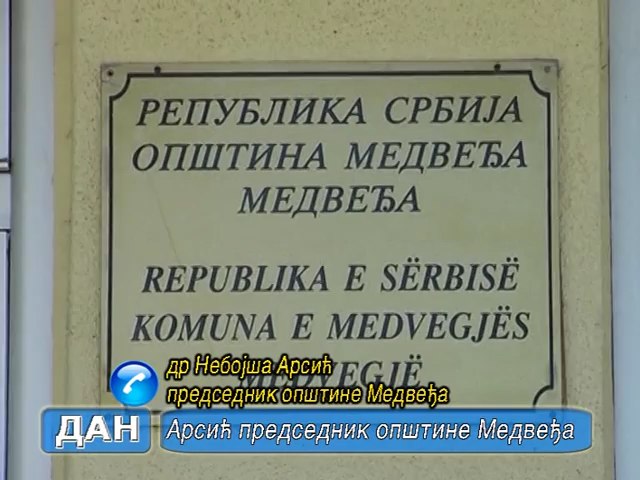 РЕПУБЛИКА СРБИЈА
ОПШТИНА МЕДВЕЂА
МЕДВЕЂА
REPUBLIKA E SËRBISË
KOMUNA E MEDVEGJËS
MEDVEGJË
др Небојша Арсић
председник општине Медвеђа
ДАН Арсић председник општине Медвеђа